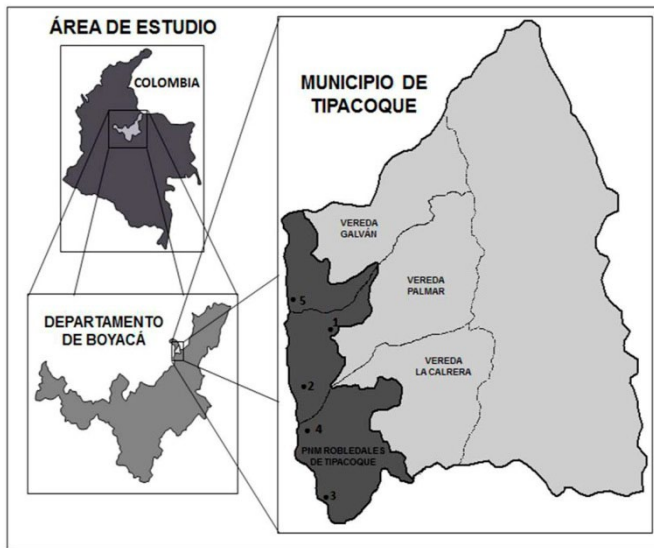 ÁREA DE ESTUDIO
COLOMBIA
DEPARTAMENTO
DE BOYACÁ
MUNICIPIO DE
TIPACOQUE
VEREDA
GALVÁN
VEREDA
PALMAR
VEREDA
LA CALRERA
5
1
2
4
PNM ROBLEDALES
DE TIPACOQUE
3